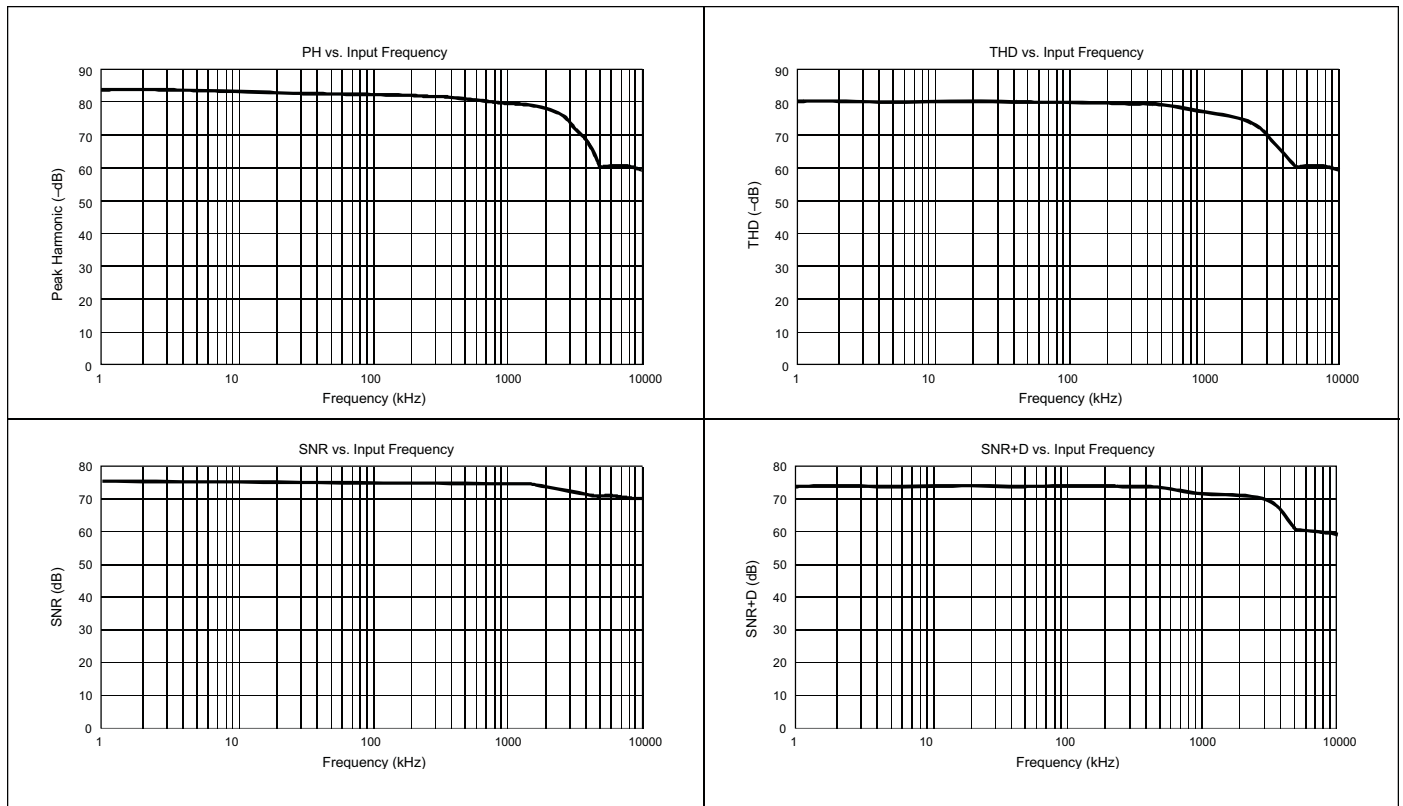 PH vs. Input Frequency
90
80
70
60
50
40
30
20
10
0
Peak Harmonic (–dB)
1 10 100 1000 10000
Frequency (kHz)
THD vs. Input Frequency
90
80
70
60
50
40
30
20
10
0
THD (–dB)
1 10 100 1000 10000
Frequency (kHz)
SNR vs. Input Frequency
80
70
60
50
40
30
20
10
0
SNR (dB)
1 10 100 1000 10000
Frequency (kHz)
SNR+D vs. Input Frequency
80
70
60
50
40
30
20
10
0
SNR+D (dB)
1 10 100 1000 10000
Frequency (kHz)